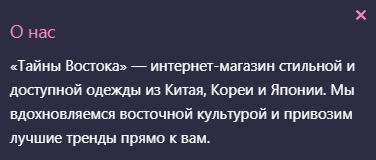 О нас
«Тайны Востока» — интернет-магазин стильной и
доступной одежды из Китая, Кореи и Японии. Мы
вдохновляемся восточной культурой и привозим
лучшие тренды прямо к вам.